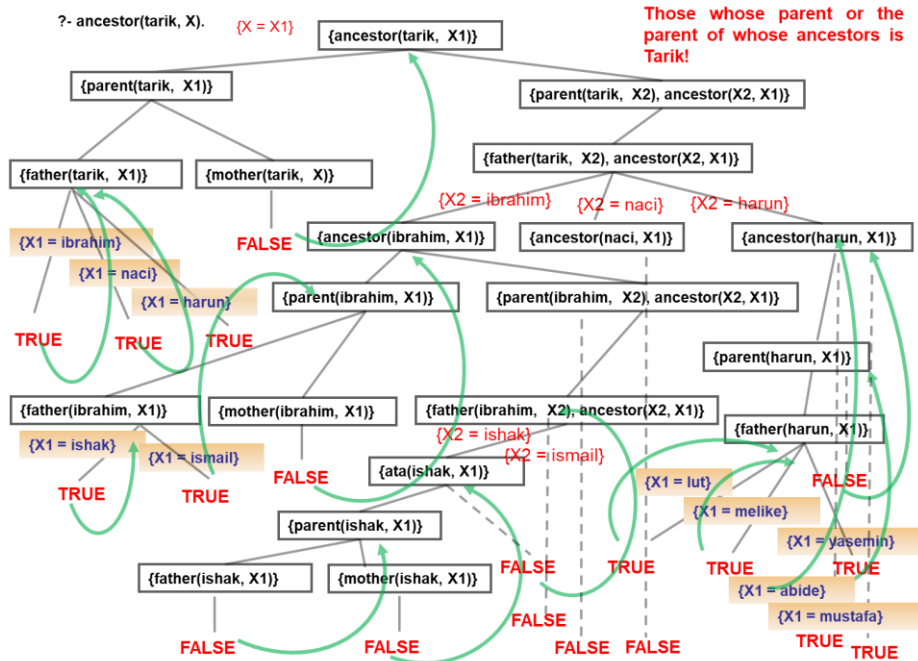 ?- ancestor(tarik, X).
{X = X1}
{ancestor(tarik, X1)}
Those whose parent or the
parent of whose ancestors is
Tarik!
{parent(tarik, X1)}
{parent(tarik, X2), ancestor(X2, X1)}
{father(tarik, X1)}
{mother(tarik, X)}
{father(tarik, X2), ancestor(X2, X1)}
{X2 = ibrahim}
{X2 = naci}
{X2 = harun}
{X1 = ibrahim}
FALSE
{ancestor(ibrahim, X1)}
{ancestor(naci, X1)}
{ancestor(harun, X1)}
{X1 = naci}
{X1 = harun}
{parent(ibrahim, X1)}
{parent(ibrahim, X2), ancestor(X2, X1)}
TRUE
TRUE
TRUE
{parent(harun, X1)}
{father(ibrahim, X1)}
{mother(ibrahim, X1)}
{father(ibrahim, X2), ancestor(X2, X1)}
{father(harun, X1)}
{X1 = ishak}
{X2 = ishak}
{X1 = ismail}
{X2 = ismail}
TRUE
TRUE
FALSE
{ata(ishak, X1)}
{X1 = lut}
FALSE
{X1 = melike}
{parent(ishak, X1)}
{X1 = yasemin}
{father(ishak, X1)}
{mother(ishak, X1)}
FALSE
TRUE
TRUE
TRUE
{X1 = abide}
{X1 = mustafa}
FALSE
FALSE
FALSE
FALSE
FALSE
TRUE
TRUE